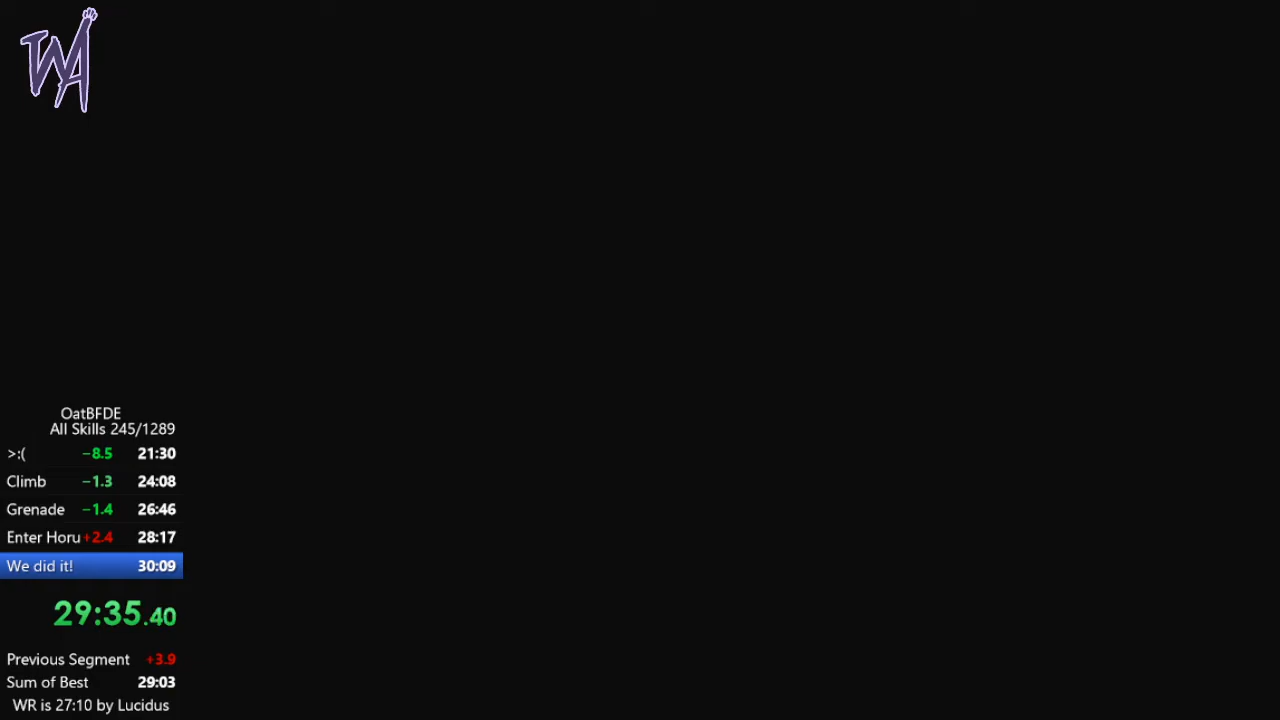 TWA
OatBFDE
All Skills 245/1289
>:( −8.5 21:30
Climb −1.3 24:08
Grenade −1.4 26:46
Enter Horu +2.4 28:17
We did it! 30:09
29:35.40
Previous Segment +3.9
Sum of Best 29:03
WR is 27:10 by Lucidus